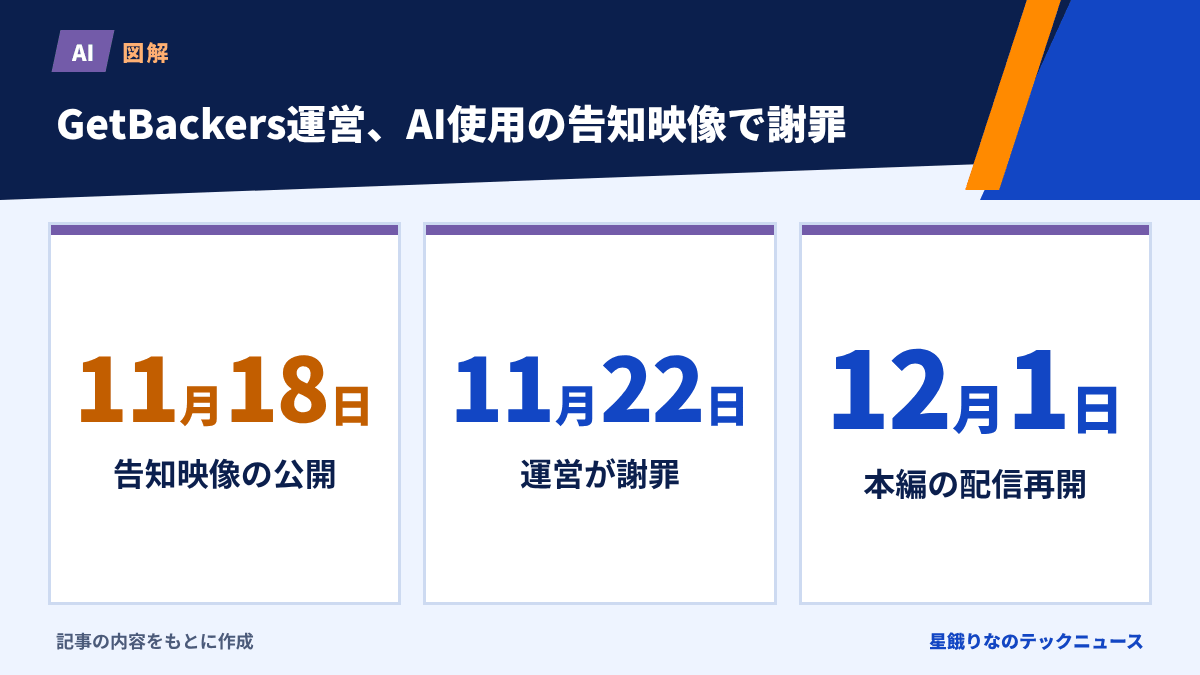 AI 図解
GetBackers運営、AI使用の告知映像で謝罪
11月18日
告知映像の公開
11月22日
運営が謝罪
12月1日
本編の配信再開
記事の内容をもとに作成
星餓りなのテックニュース